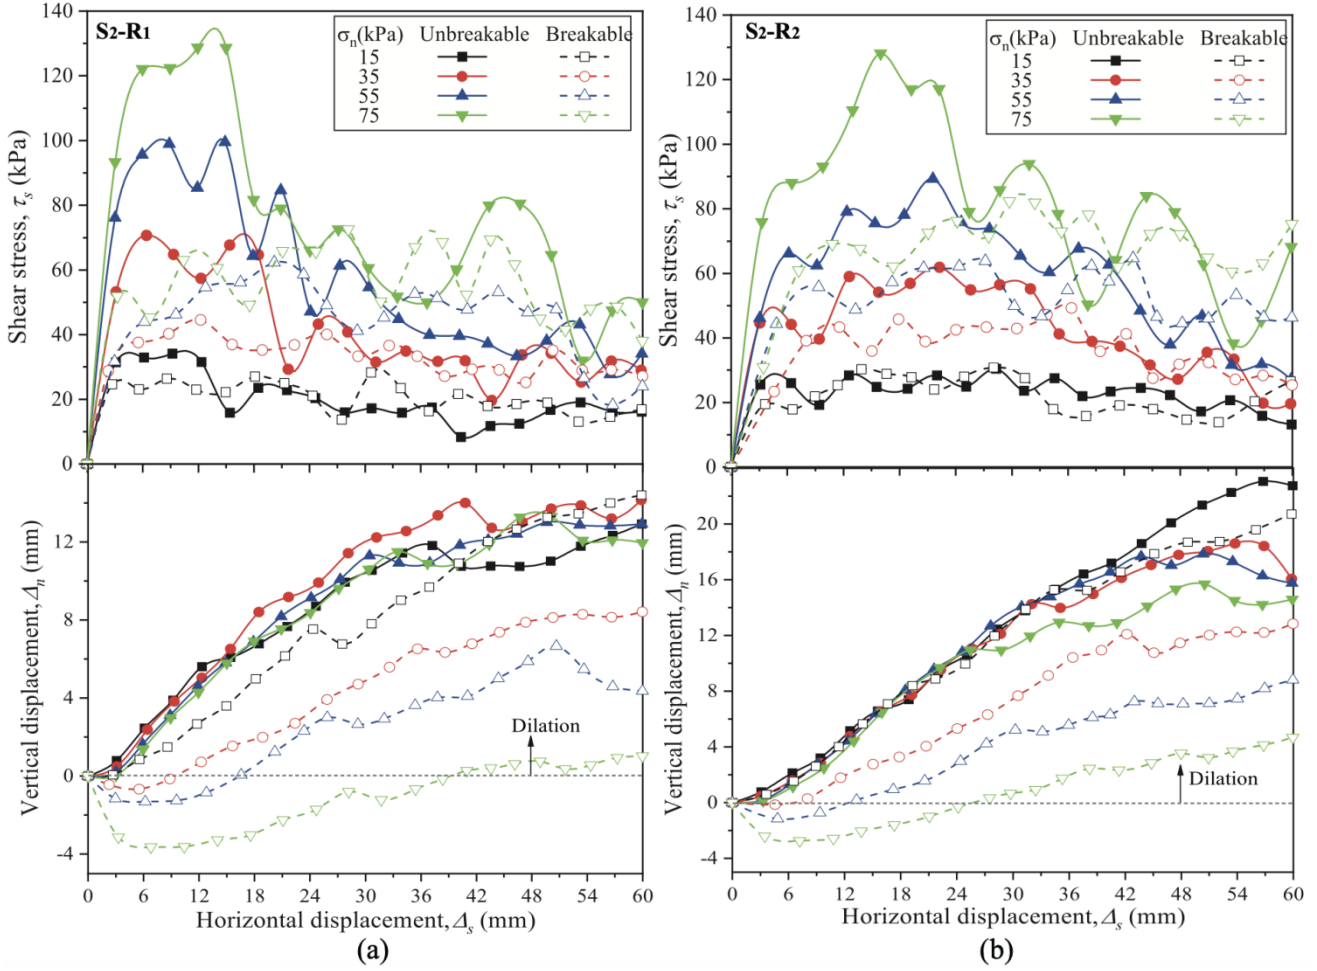 S2-R1
σn(kPa) Unbreakable Breakable
15
35
55
75
140
120
100
80
60
40
20
0
Shear stress, τs (kPa)
12
8
4
0
-4
Vertical displacement, Δn (mm)
Dilation
0 6 12 18 24 30 36 42 48 54 60
Horizontal displacement, Δs (mm)
(a)
S2-R2
σn(kPa) Unbreakable Breakable
15
35
55
75
140
120
100
80
60
40
20
0
Shear stress, τs (kPa)
20
16
12
8
4
0
-4
Vertical displacement, Δn (mm)
Dilation
0 6 12 18 24 30 36 42 48 54 60
Horizontal displacement, Δs (mm)
(b)